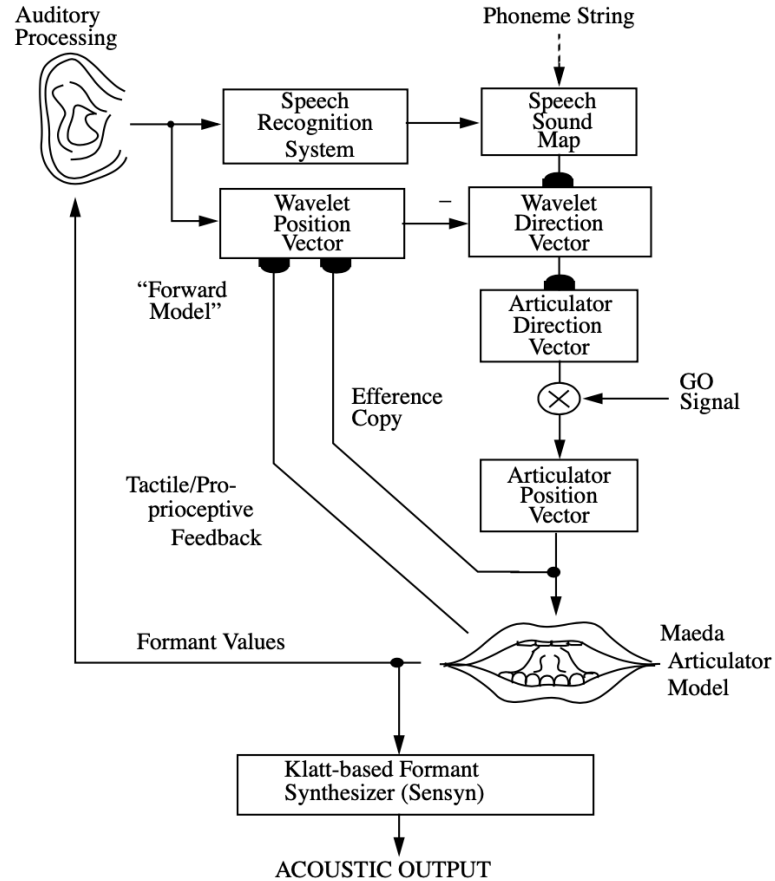 Auditory
Processing
Phoneme String
Speech
Recognition
System
Speech
Sound
Map
Wavelet
Position
Vector
–
Wavelet
Direction
Vector
“Forward
Model”
Articulator
Direction
Vector
Efference
Copy
GO
Signal
Tactile/Pro-
prioceptive
Feedback
Articulator
Position
Vector
Formant Values
Maeda
Articulator
Model
Klatt-based Formant
Synthesizer (Sensyn)
ACOUSTIC OUTPUT